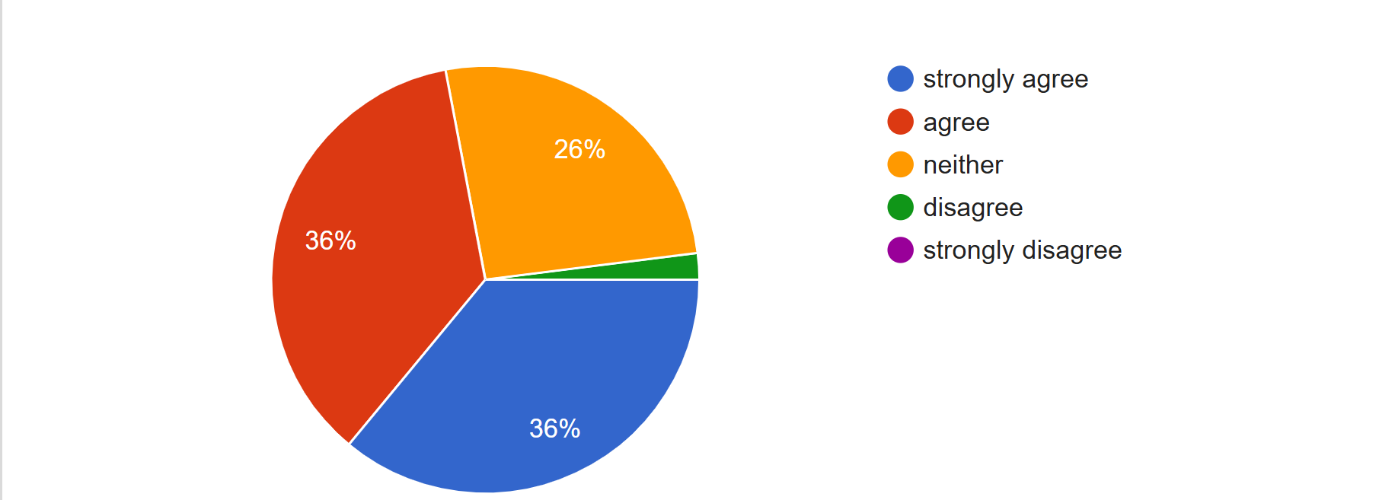 strongly agree
agree
neither
disagree
strongly disagree
26%
36%
36%